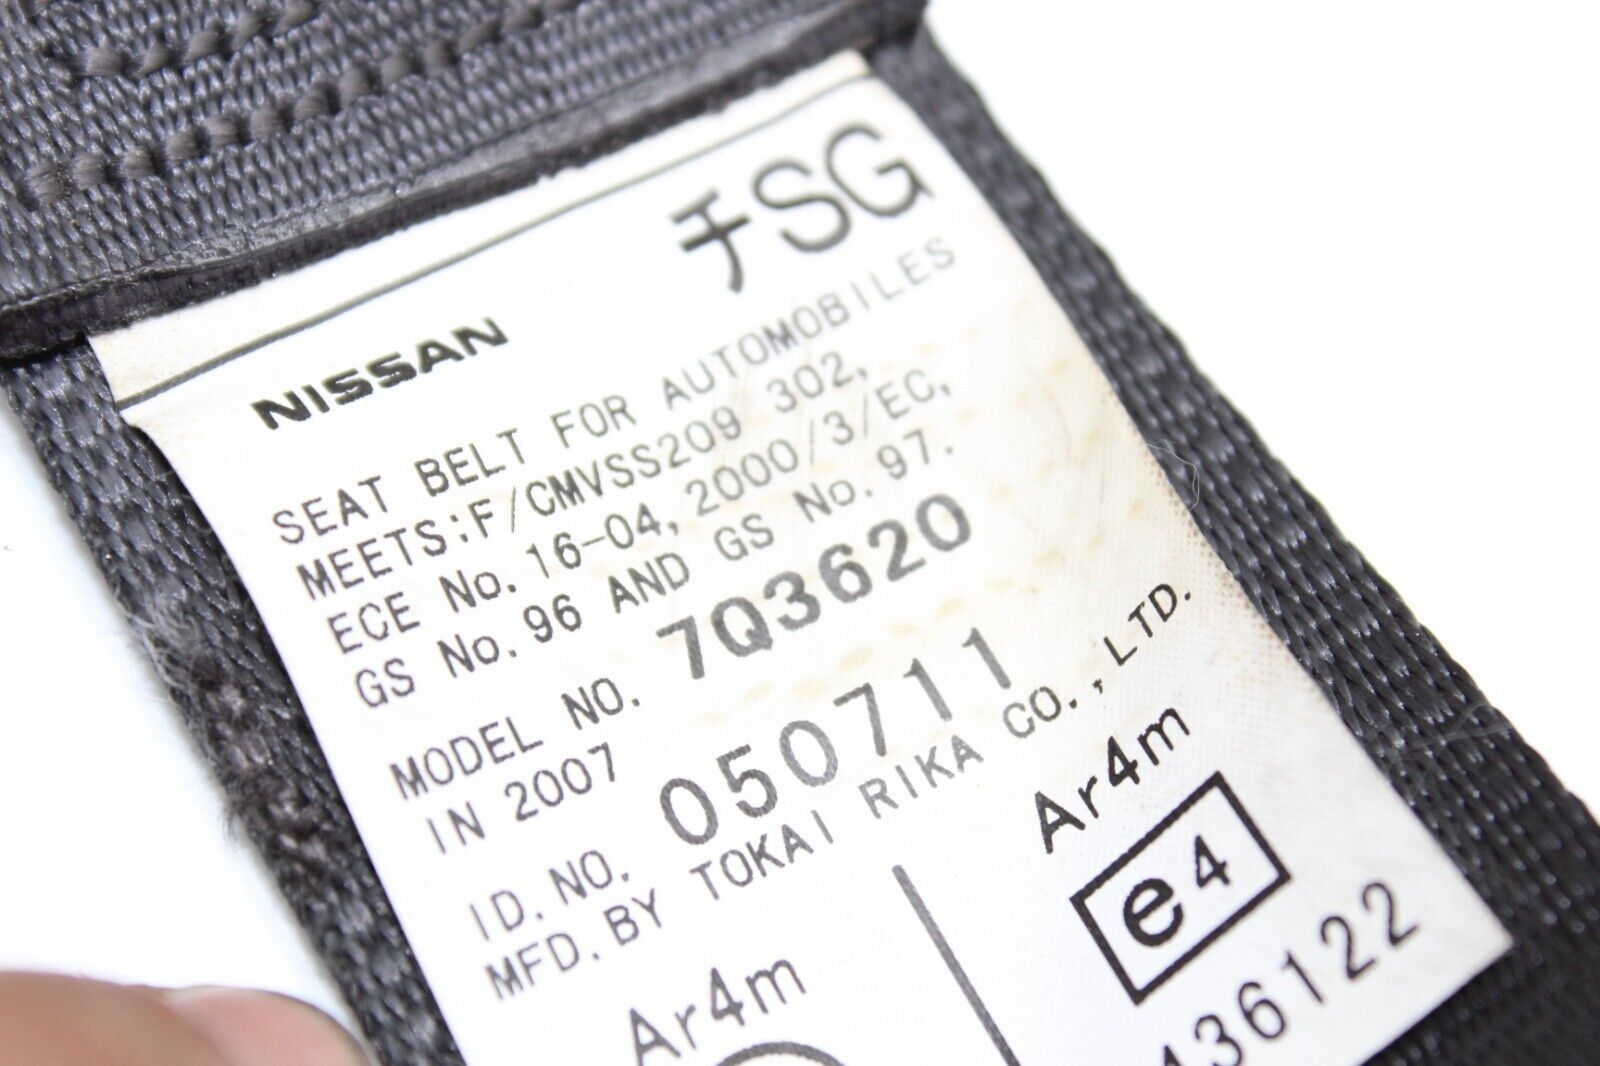 チSG
NISSAN
SEAT BELT FOR AUTOMOBILES
MEETS:F/CMVSS209 302,
ECE No. 16-04, 2000/3/EC,
GS No. 96 AND GS No. 97.
MODEL NO. 7Q3620
IN 2007
ID. NO. 050711
MFD. BY TOKAI RIKA CO., LTD.
Ar4m
Ar4m
e4
36122